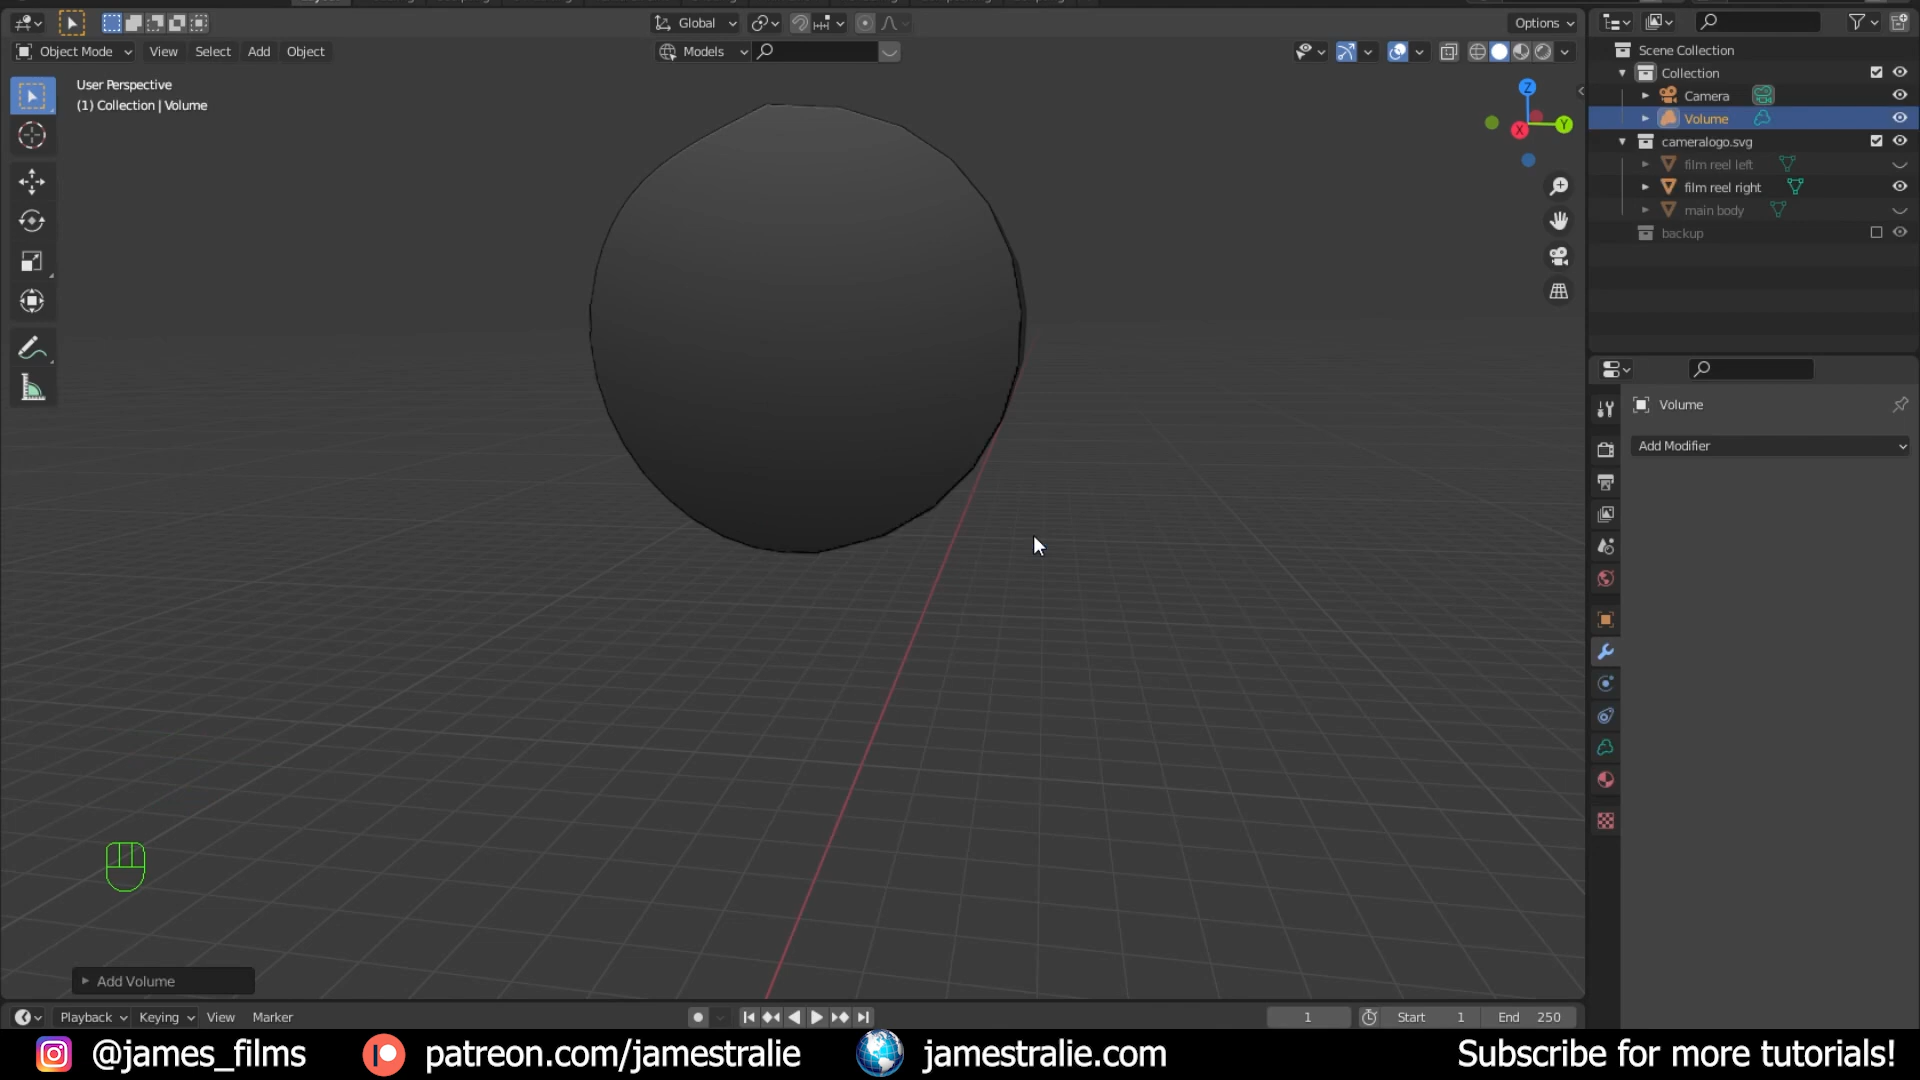 Global
Options
Object Mode
View
Select
Add
Object
Models
User Perspective
(1) Collection | Volume
Z
X
Y
Scene Collection
Collection
Camera
Volume
cameralogo.svg
film reel left
film reel right
main body
backup
Volume
Add Modifier
Add Volume
Playback
Keying
View
Marker
1
Start
1
End
250
@james_films
patreon.com/jamestralie
jamestralie.com
Subscribe for more tutorials!